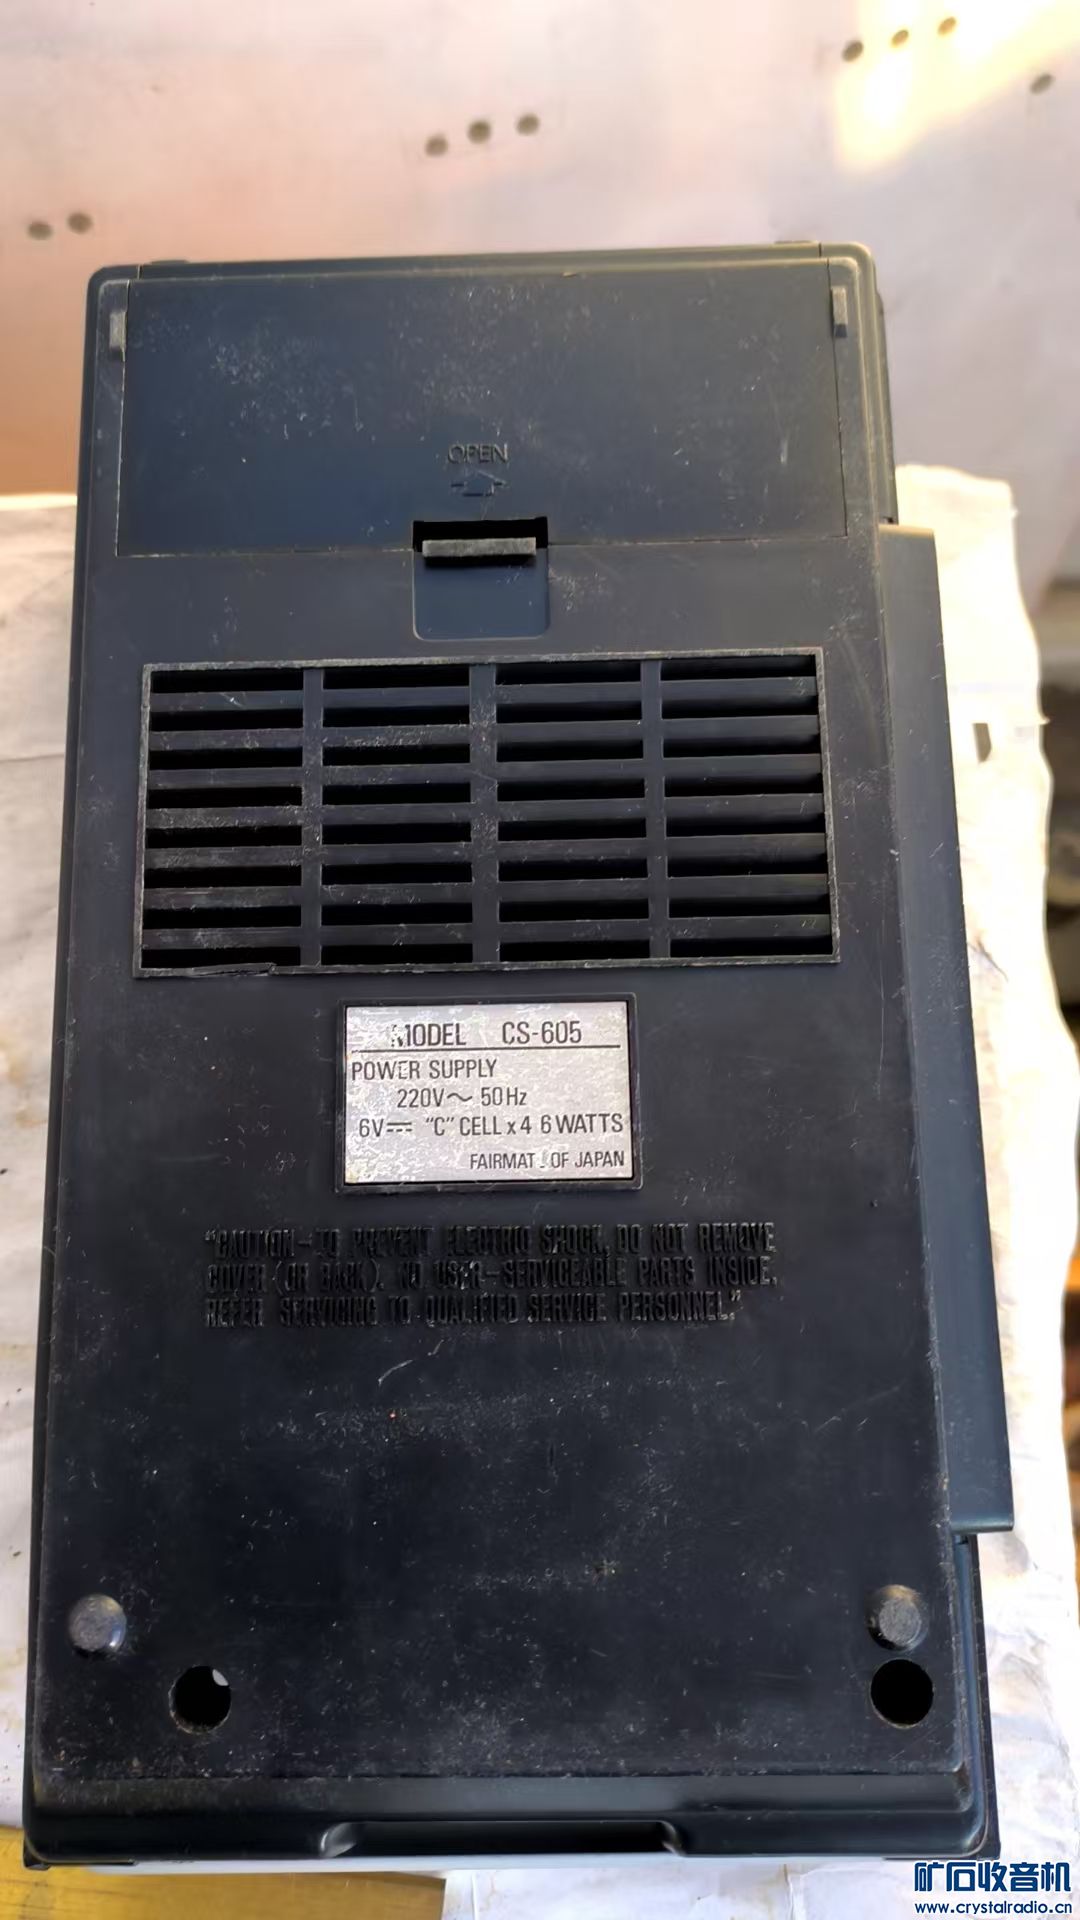 OPEN
MODEL CS-605
POWER SUPPLY
220V～ 50Hz
6V⎓ "C" CELL x 4 6 WATTS
FAIRMAT OF JAPAN
"CAUTION-TO PREVENT ELECTRIC SHOCK, DO NOT REMOVE
COVER (OR BACK). NO USER-SERVICEABLE PARTS INSIDE.
REFER SERVICING TO QUALIFIED SERVICE PERSONNEL."
矿石收音机
www.crystalradio.cn